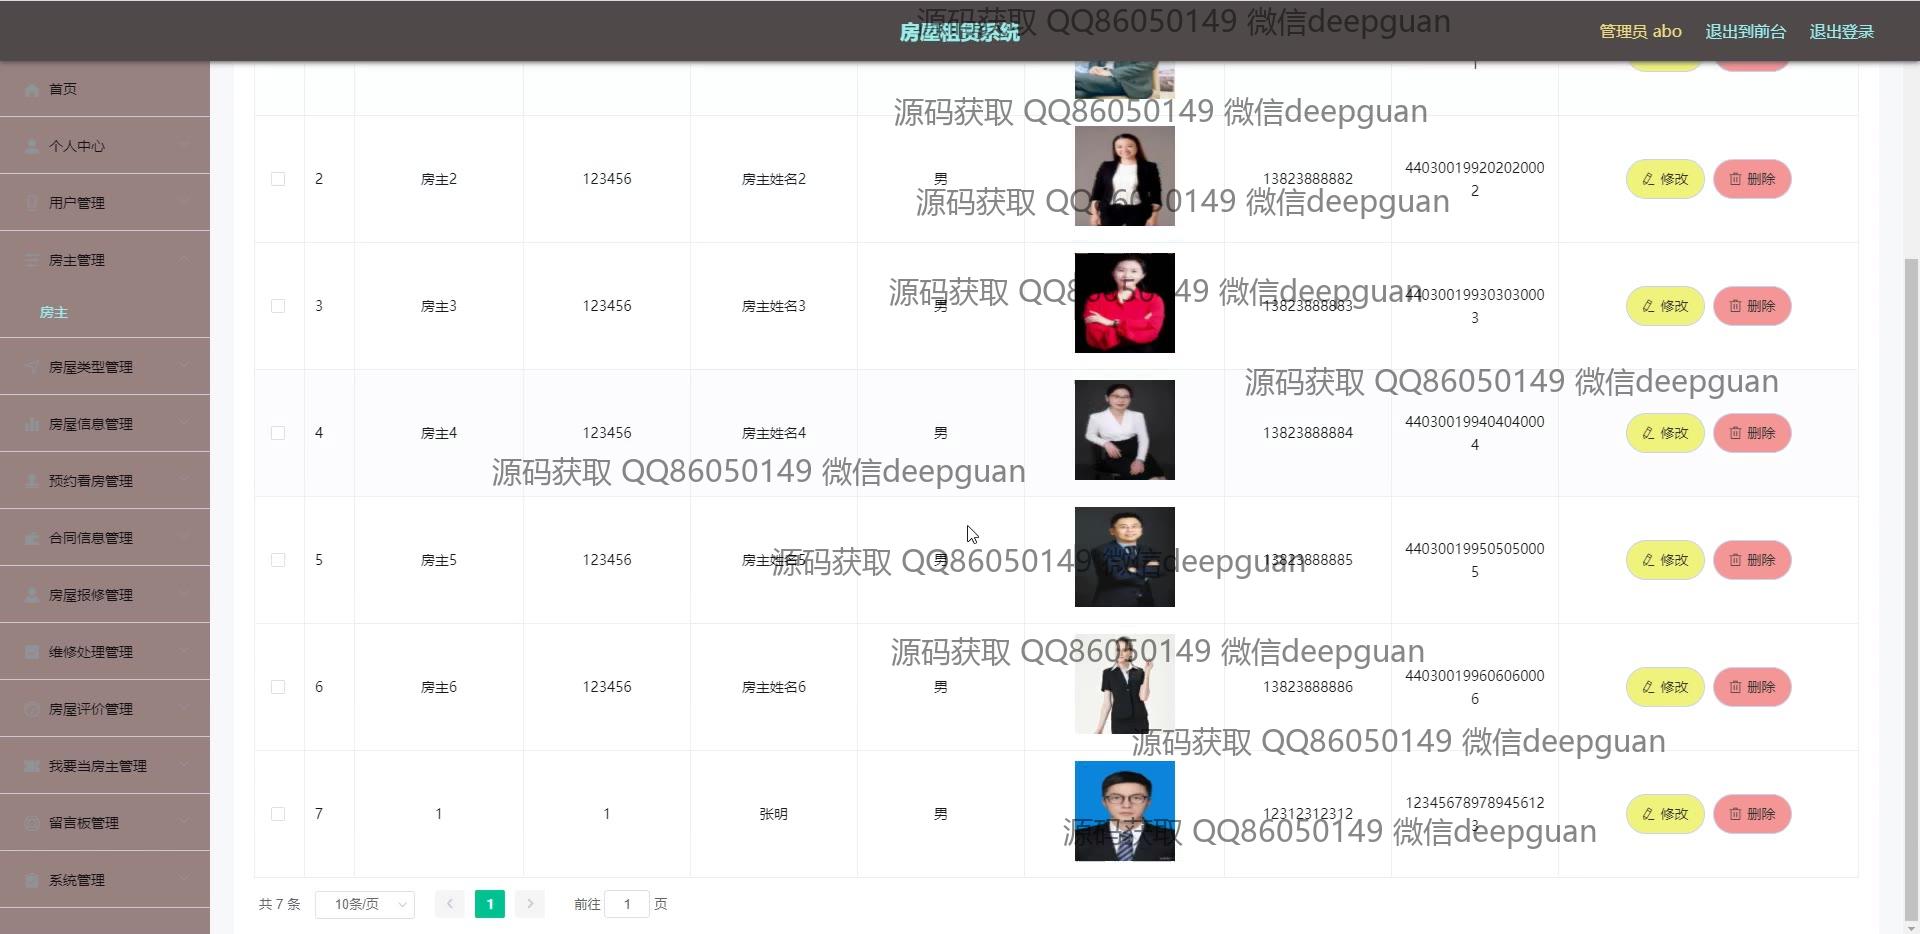 房屋租赁系统
源码获取 QQ86050149 微信deepguan
管理员 abo 退出到前台 退出登录
首页
个人中心
用户管理
房主管理
房主
房屋类型管理
房屋信息管理
预约看房管理
合同信息管理
房屋报修管理
维修处理管理
房屋评价管理
我要当房主管理
留言板管理
系统管理
1
源码获取 QQ86050149 微信deepguan
2 房主2 123456 房主姓名2 男 13823888882 44030019920202000
2
修改 删除
源码获取 QQ86050149 微信deepguan
3 房主3 123456 房主姓名3 男 13823888883 44030019930303000
3
修改 删除
源码获取 QQ86050149 微信deepguan
源码获取 QQ86050149 微信deepguan
4 房主4 123456 房主姓名4 男 13823888884 44030019940404000
4
修改 删除
源码获取 QQ86050149 微信deepguan
5 房主5 123456 房主姓名5 男 13823888885 44030019950505000
5
修改 删除
源码获取 QQ86050149 微信deepguan
源码获取 QQ86050149 微信deepguan
6 房主6 123456 房主姓名6 男 13823888886 44030019960606000
6
修改 删除
源码获取 QQ86050149 微信deepguan
7 1 1 张明 男 12312312312 12345678978945612
3
修改 删除
源码获取 QQ86050149 微信deepguan
共 7 条 10条/页 1 前往 1 页